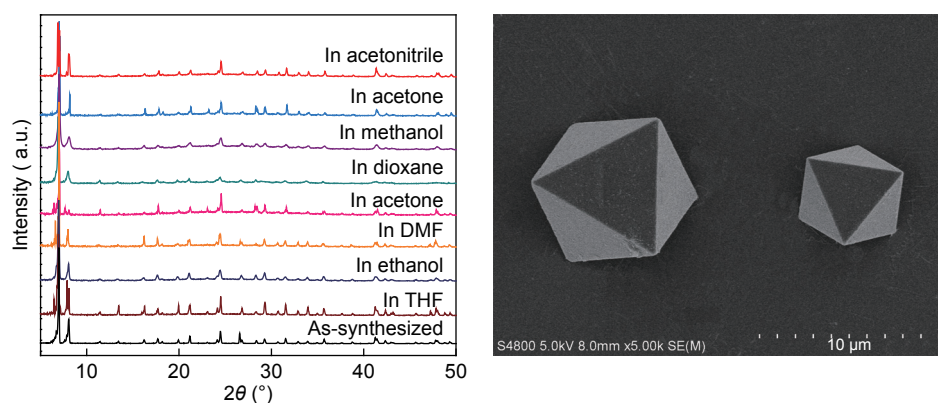 Intensity ( a.u.)
In acetonitrile
In acetone
In methanol
In dioxane
In acetone
In DMF
In ethanol
In THF
As-synthesized
10 20 30 40 50
2θ (°)
S4800 5.0kV 8.0mm x5.00k SE(M)
10 µm